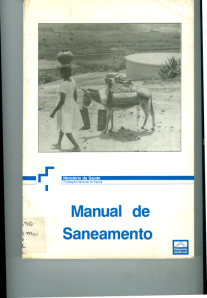 Ministério da Saúde
Fundação Nacional de Saúde
Manual de
Saneamento